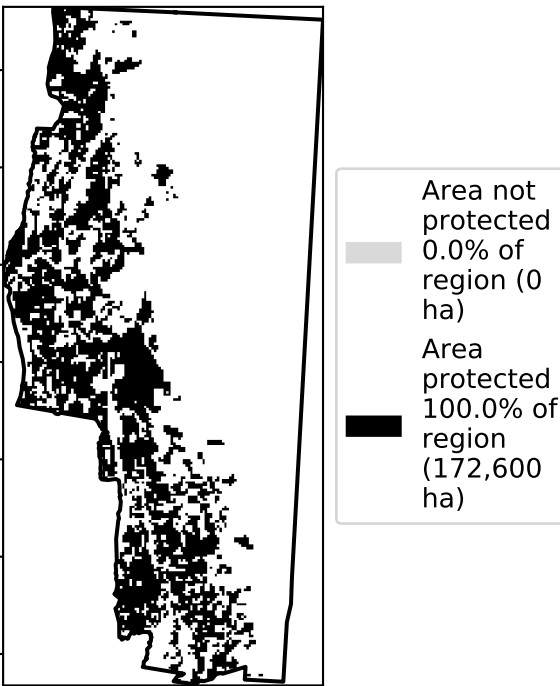 Area not
protected
0.0% of
region (0
ha)
Area
protected
100.0% of
region
(172,600
ha)